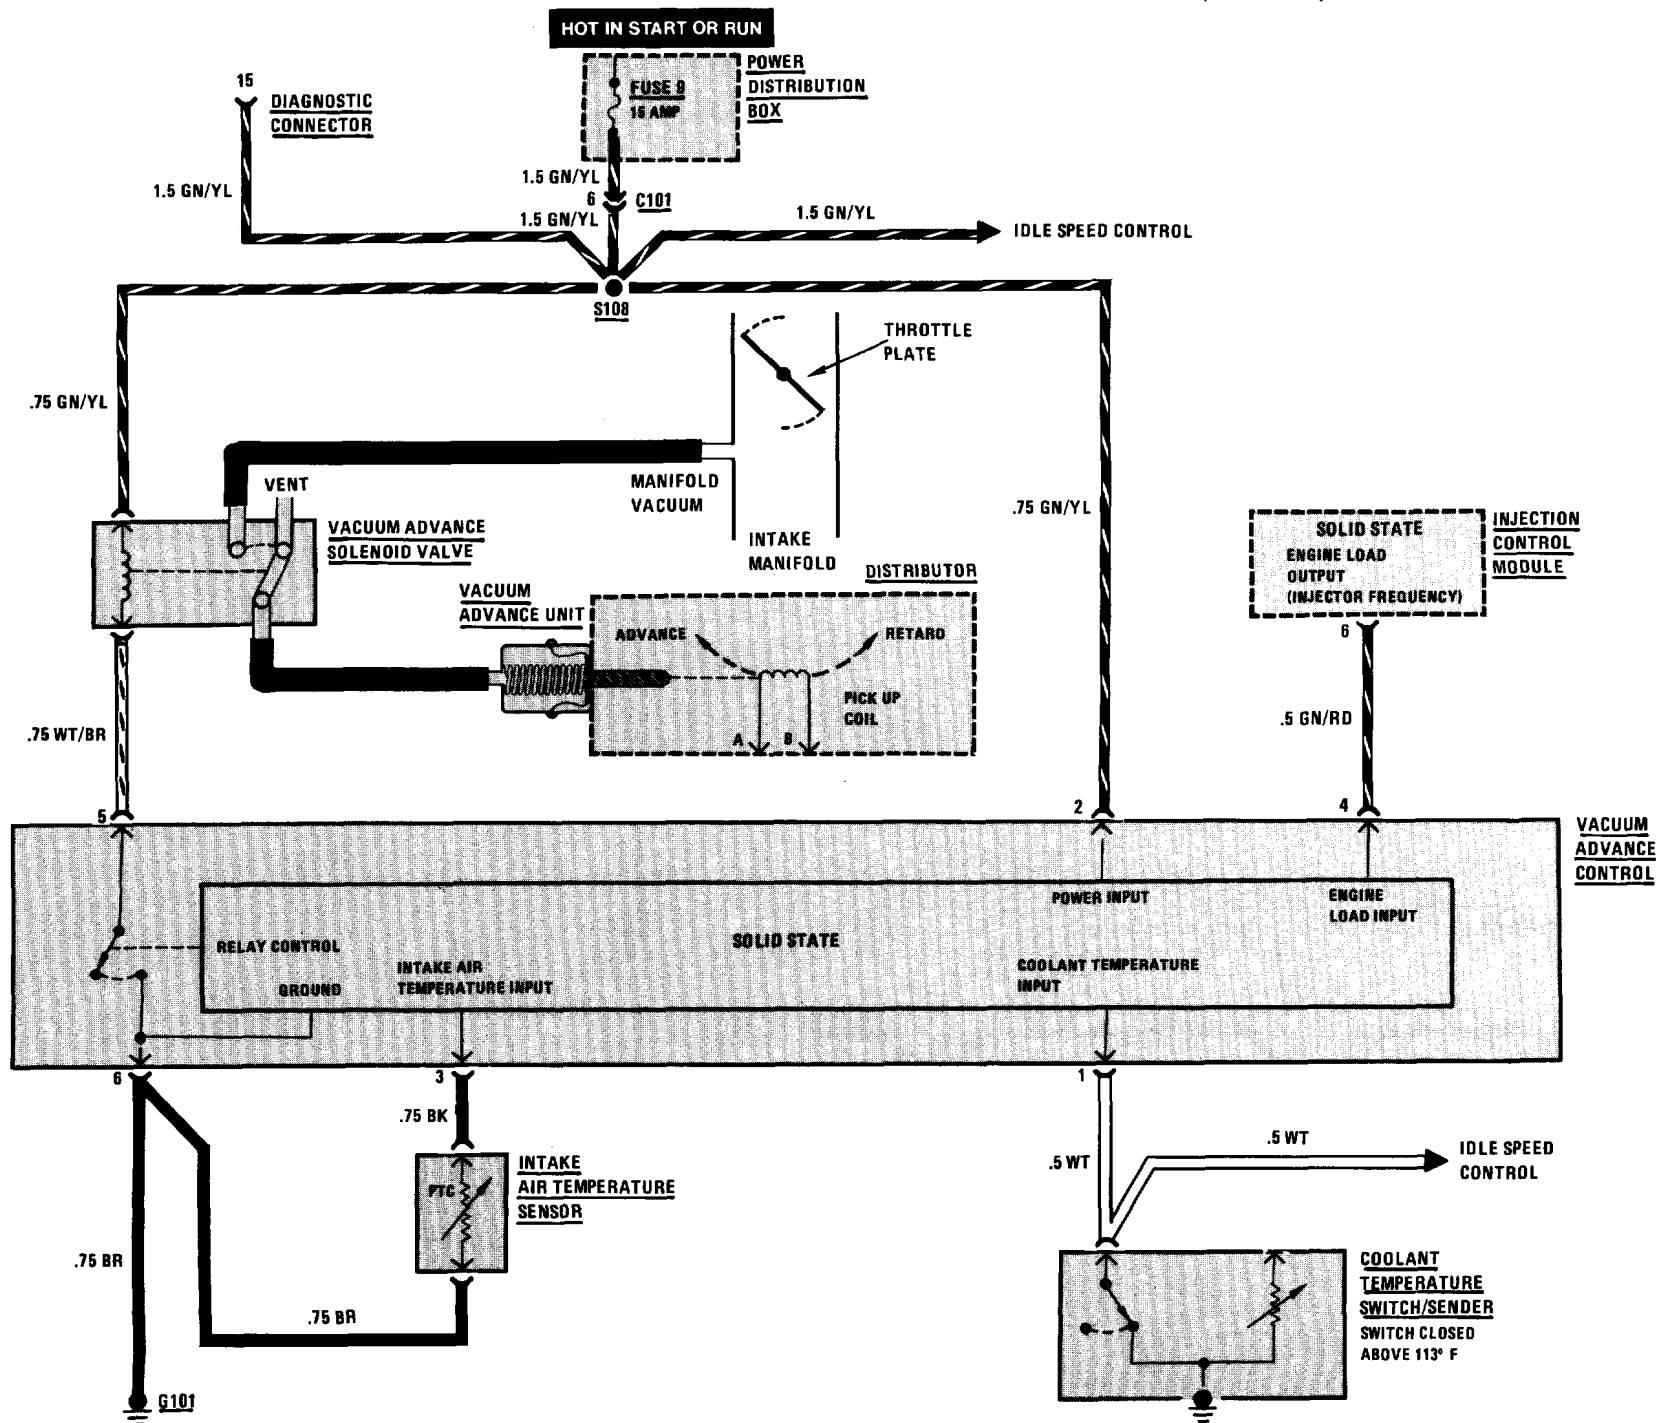 HOT IN START OR RUN
POWER
DISTRIBUTION
BOX
FUSE 9
15 AMP
15
DIAGNOSTIC
CONNECTOR
1.5 GN/YL
1.5 GN/YL
6
C101
1.5 GN/YL
1.5 GN/YL
IDLE SPEED CONTROL
S108
THROTTLE
PLATE
.75 GN/YL
VENT
MANIFOLD
VACUUM
.75 GN/YL
VACUUM ADVANCE
SOLENOID VALVE
INTAKE
MANIFOLD
SOLID STATE
ENGINE LOAD
OUTPUT
(INJECTOR FREQUENCY)
INJECTION
CONTROL
MODULE
DISTRIBUTOR
VACUUM
ADVANCE UNIT
ADVANCE
RETARD
6
PICK UP
COIL
A
B
.75 WT/BR
.5 GN/RD
5
2
4
VACUUM
ADVANCE
CONTROL
POWER INPUT
ENGINE
LOAD INPUT
RELAY CONTROL
SOLID STATE
INTAKE AIR
TEMPERATURE INPUT
COOLANT TEMPERATURE
INPUT
GROUND
6
3
1
.75 BK
.5 WT
.5 WT
IDLE SPEED
CONTROL
PTC
INTAKE
AIR TEMPERATURE
SENSOR
.75 BR
.75 BR
COOLANT
TEMPERATURE
SWITCH/SENDER
SWITCH CLOSED
ABOVE 113° F
G101